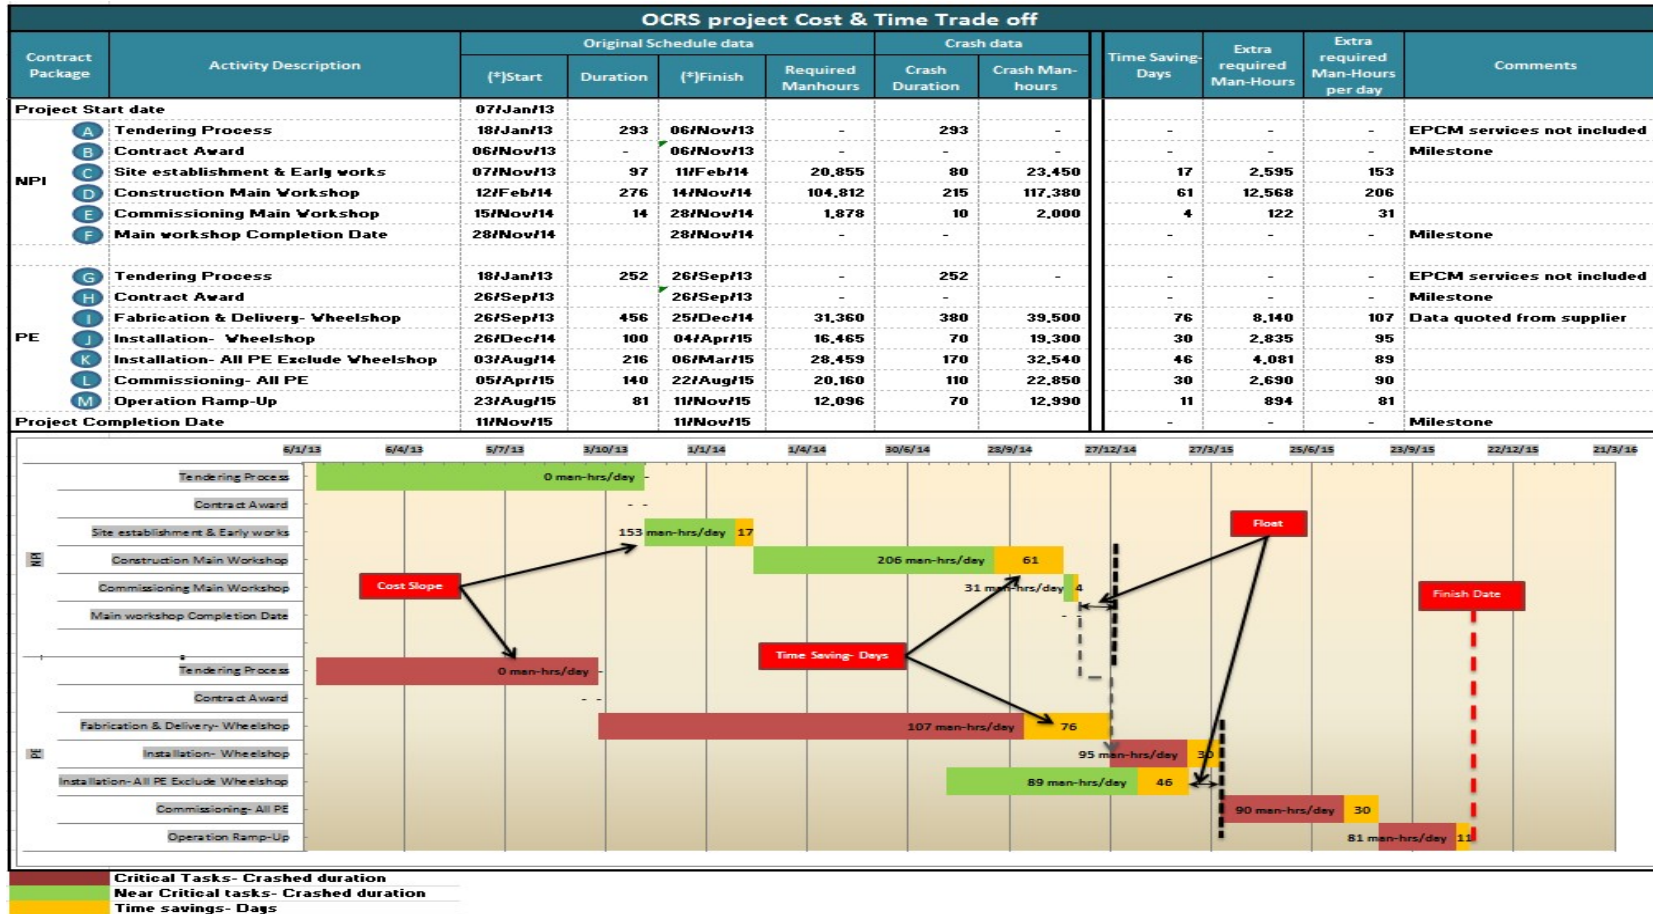 OCRS project Cost & Time Trade off
Contract Package Activity Description Original Schedule data Crash data Time Saving- Days Extra required Man-Hours Extra required Man-Hours per day Comments
(*)Start Duration (*)Finish Required Manhours Crash Duration Crash Man-hours
Project Start date 07/Jan/13
NPI
A Tendering Process 18/Jan/13 293 06/Nov/13 - 293 - - - - EPCM services not included
B Contract Award 06/Nov/13 - 06/Nov/13 - - - - - - Milestone
C Site establishment & Early works 07/Nov/13 97 11/Feb/14 20,855 80 23,450 17 2,595 153
D Construction Main Workshop 12/Feb/14 276 14/Nov/14 104,812 215 117,380 61 12,568 206
E Commissioning Main Workshop 15/Nov/14 14 28/Nov/14 1,878 10 2,000 4 122 31
F Main workshop Completion Date 28/Nov/14 28/Nov/14 - - - - - Milestone
PE
G Tendering Process 18/Jan/13 252 26/Sep/13 - 252 - - - - EPCM services not included
H Contract Award 26/Sep/13 26/Sep/13 - - - - - Milestone
I Fabrication & Delivery- Wheelshop 26/Sep/13 456 25/Dec/14 31,360 380 39,500 76 8,140 107 Data quoted from supplier
J Installation- Wheelshop 26/Dec/14 100 04/Apr/15 16,465 70 19,300 30 2,835 95
K Installation- All PE Exclude Wheelshop 03/Aug/14 216 06/Mar/15 28,459 170 32,540 46 4,081 89
L Commissioning- All PE 05/Apr/15 140 22/Aug/15 20,160 110 22,850 30 2,690 90
M Operation Ramp-Up 23/Aug/15 81 11/Nov/15 12,096 70 12,990 11 894 81
Project Completion Date 11/Nov/15 11/Nov/15 - - - Milestone
6/1/13 6/4/13 5/7/13 3/10/13 1/1/14 1/4/14 30/6/14 28/9/14 27/12/14 27/3/15 25/6/15 23/9/15 22/12/15 21/3/16
NPI
Tendering Process 0 man-hrs/day -
Contract Award - -
Site establishment & Early works 153 man-hrs/day 17
Float
Construction Main Workshop 206 man-hrs/day 61
Cost Slope
Commissioning Main Workshop 31 man-hrs/day 4
Finish Date
Main workshop Completion Date - -
Time Saving- Days
PE
Tendering Process 0 man-hrs/day -
Contract Award - -
Fabrication & Delivery- Wheelshop 107 man-hrs/day 76
Installation- Wheelshop 95 man-hrs/day 30
Installation- All PE Exclude Wheelshop 89 man-hrs/day 46
Commissioning- All PE 90 man-hrs/day 30
Operation Ramp-Up 81 man-hrs/day 11
Critical Tasks- Crashed duration
Near Critical tasks- Crashed duration
Time savings- Days